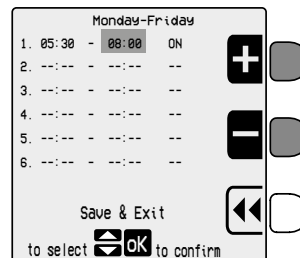 Monday-Friday
1. 05:30 - 08:00 ON
2. --:-- - --:-- --
3. --:-- - --:-- --
4. --:-- - --:-- --
5. --:-- - --:-- --
6. --:-- - --:-- --
Save & Exit
to select OK to confirm